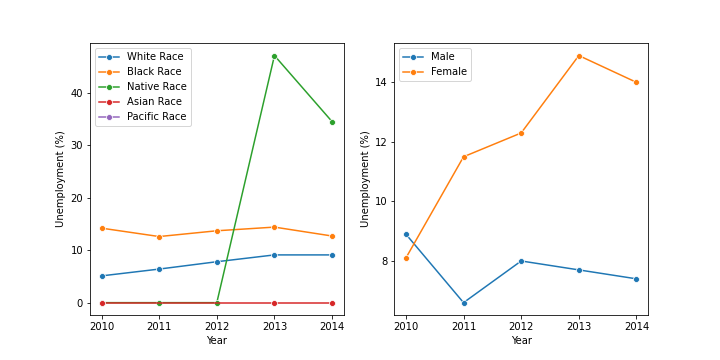 White Race
Black Race
Native Race
Asian Race
Pacific Race
40
30
20
10
0
Unemployment (%)
2010 2011 2012 2013 2014
Year
Male
Female
14
12
10
8
Unemployment (%)
2010 2011 2012 2013 2014
Year